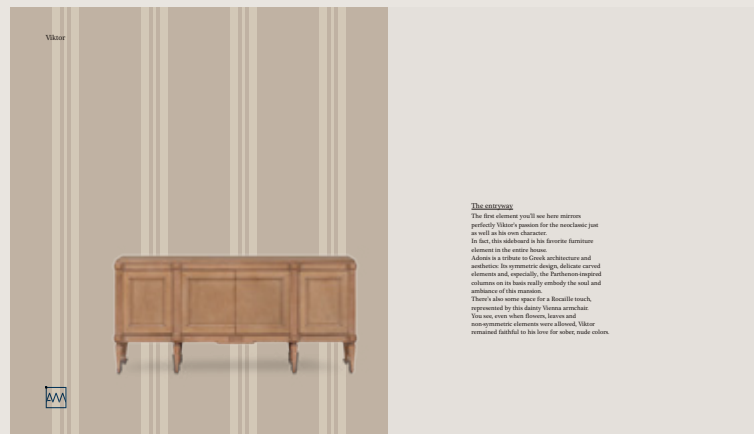 Viktor
The entryway
The first element you'll see here mirrors
perfectly Viktor's passion for the neoclassic just
as well as his own character.
In fact, this sideboard is his favorite furniture
element in the entire house.
Adonis is a tribute to Greek architecture and
aesthetics: Its symmetric design, delicate carved
elements and, especially, the Parthenon-inspired
columns on its basis really embody the soul and
ambiance of this mansion.
There's also some space for a Rocaille touch,
represented by this dainty Vienna armchair.
You see, even when flowers, leaves and
non-symmetric elements were allowed, Viktor
remained faithful to his love for sober, nude colors.